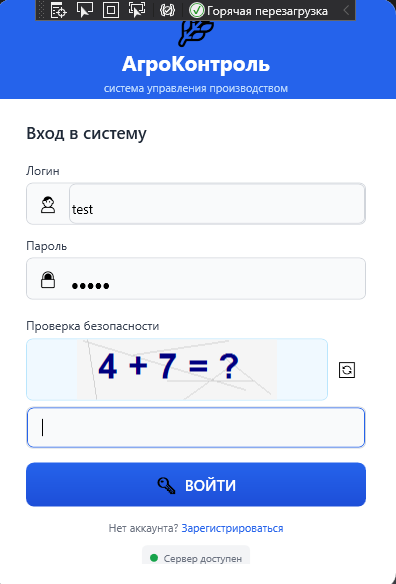 Горячая перезагрузка
АгроКонтроль
система управления производством
Вход в систему
Логин
test
Пароль
•••••
Проверка безопасности
4 + 7 = ?
ВОЙТИ
Нет аккаунта? Зарегистрироваться
Сервер доступен